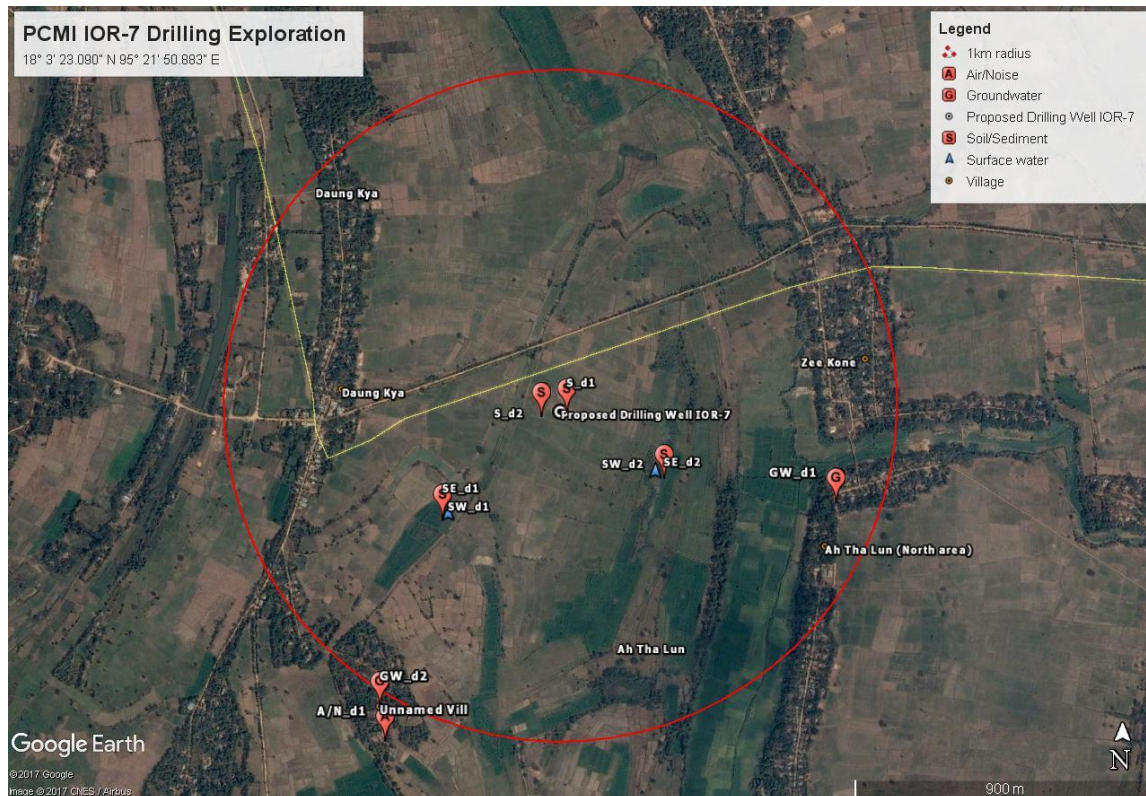 PCMI IOR-7 Drilling Exploration
18° 3' 23.090" N 95° 21' 50.883" E
Legend
1km radius
A Air/Noise
G Groundwater
Proposed Drilling Well IOR-7
S Soil/Sediment
Surface water
Village
Daung Kya
Zee Kone
S S S_d1
Daung Kya
S_d2
Proposed Drilling Well IOR-7
S
SW_d2 SE_d2
GW_d1 G
SE_d1
S
SW_d1
Ah Tha Lun (North area)
Ah Tha Lun
GW_d2
G
A/N_d1 Unnamed Vill
A
Google Earth
N
©2017 Google
Image © 2017 CNES / Airbus
900 m